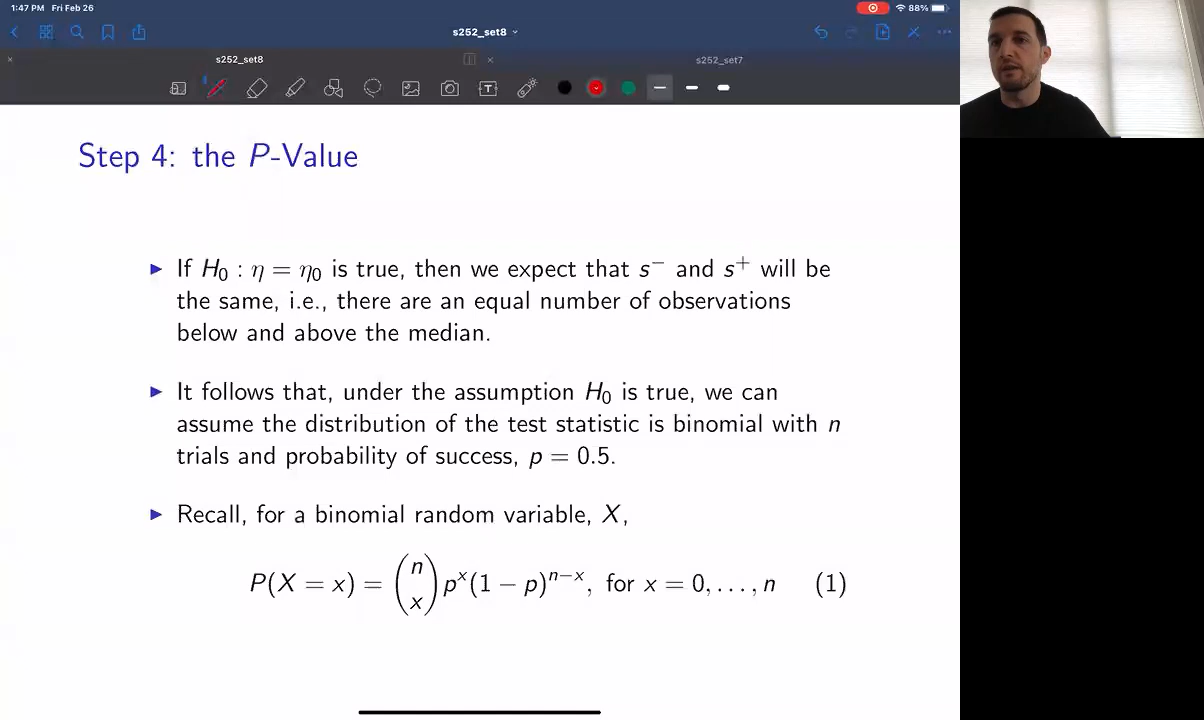 1:47 PM Fri Feb 26
88%
s252_set8
s252_set8
s252_set7
Step 4: the P-Value
If H₀ : η = η₀ is true, then we expect that s⁻ and s⁺ will be
the same, i.e., there are an equal number of observations
below and above the median.
It follows that, under the assumption H₀ is true, we can
assume the distribution of the test statistic is binomial with n
trials and probability of success, p = 0.5.
Recall, for a binomial random variable, X,
P(X = x) = (n x) pˣ(1 − p)ⁿ⁻ˣ, for x = 0, . . . , n (1)